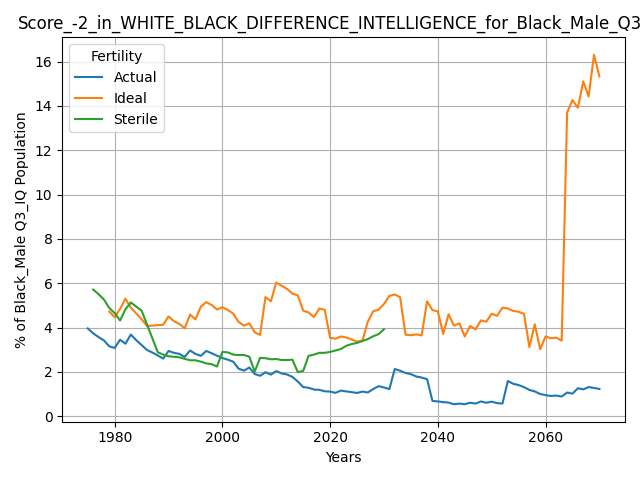 Score_-2_in_WHITE_BLACK_DIFFERENCE_INTELLIGENCE_for_Black_Male_Q3
Fertility
Actual
Ideal
Sterile
% of Black_Male Q3_IQ Population
16
14
12
10
8
6
4
2
0
1980 2000 2020 2040 2060
Years